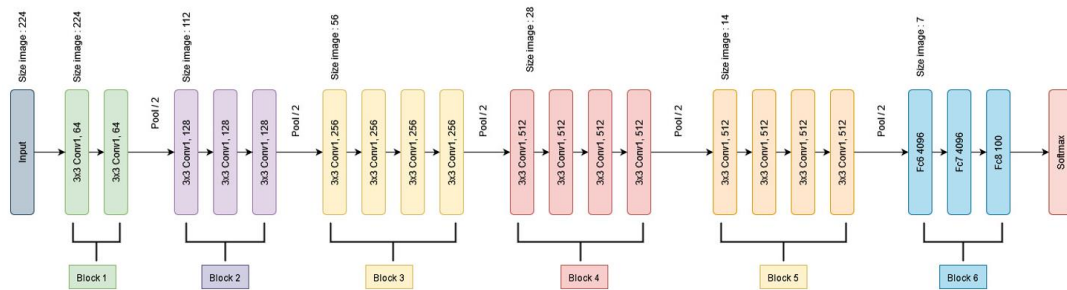 Size image : 224
Size image : 224
Size image : 112
Size image : 56
Size image : 28
Size image : 14
Size image : 7
Input
3x3 Conv1, 64
3x3 Conv1, 64
Pool / 2
3x3 Conv1, 128
3x3 Conv1, 128
3x3 Conv1, 128
Pool / 2
3x3 Conv1, 256
3x3 Conv1, 256
3x3 Conv1, 256
3x3 Conv1, 256
Pool / 2
3x3 Conv1, 512
3x3 Conv1, 512
3x3 Conv1, 512
3x3 Conv1, 512
Pool / 2
3x3 Conv1, 512
3x3 Conv1, 512
3x3 Conv1, 512
3x3 Conv1, 512
Pool / 2
Fc6 4096
Fc7 4096
Fc8 100
Softmax
Block 1
Block 2
Block 3
Block 4
Block 5
Block 6